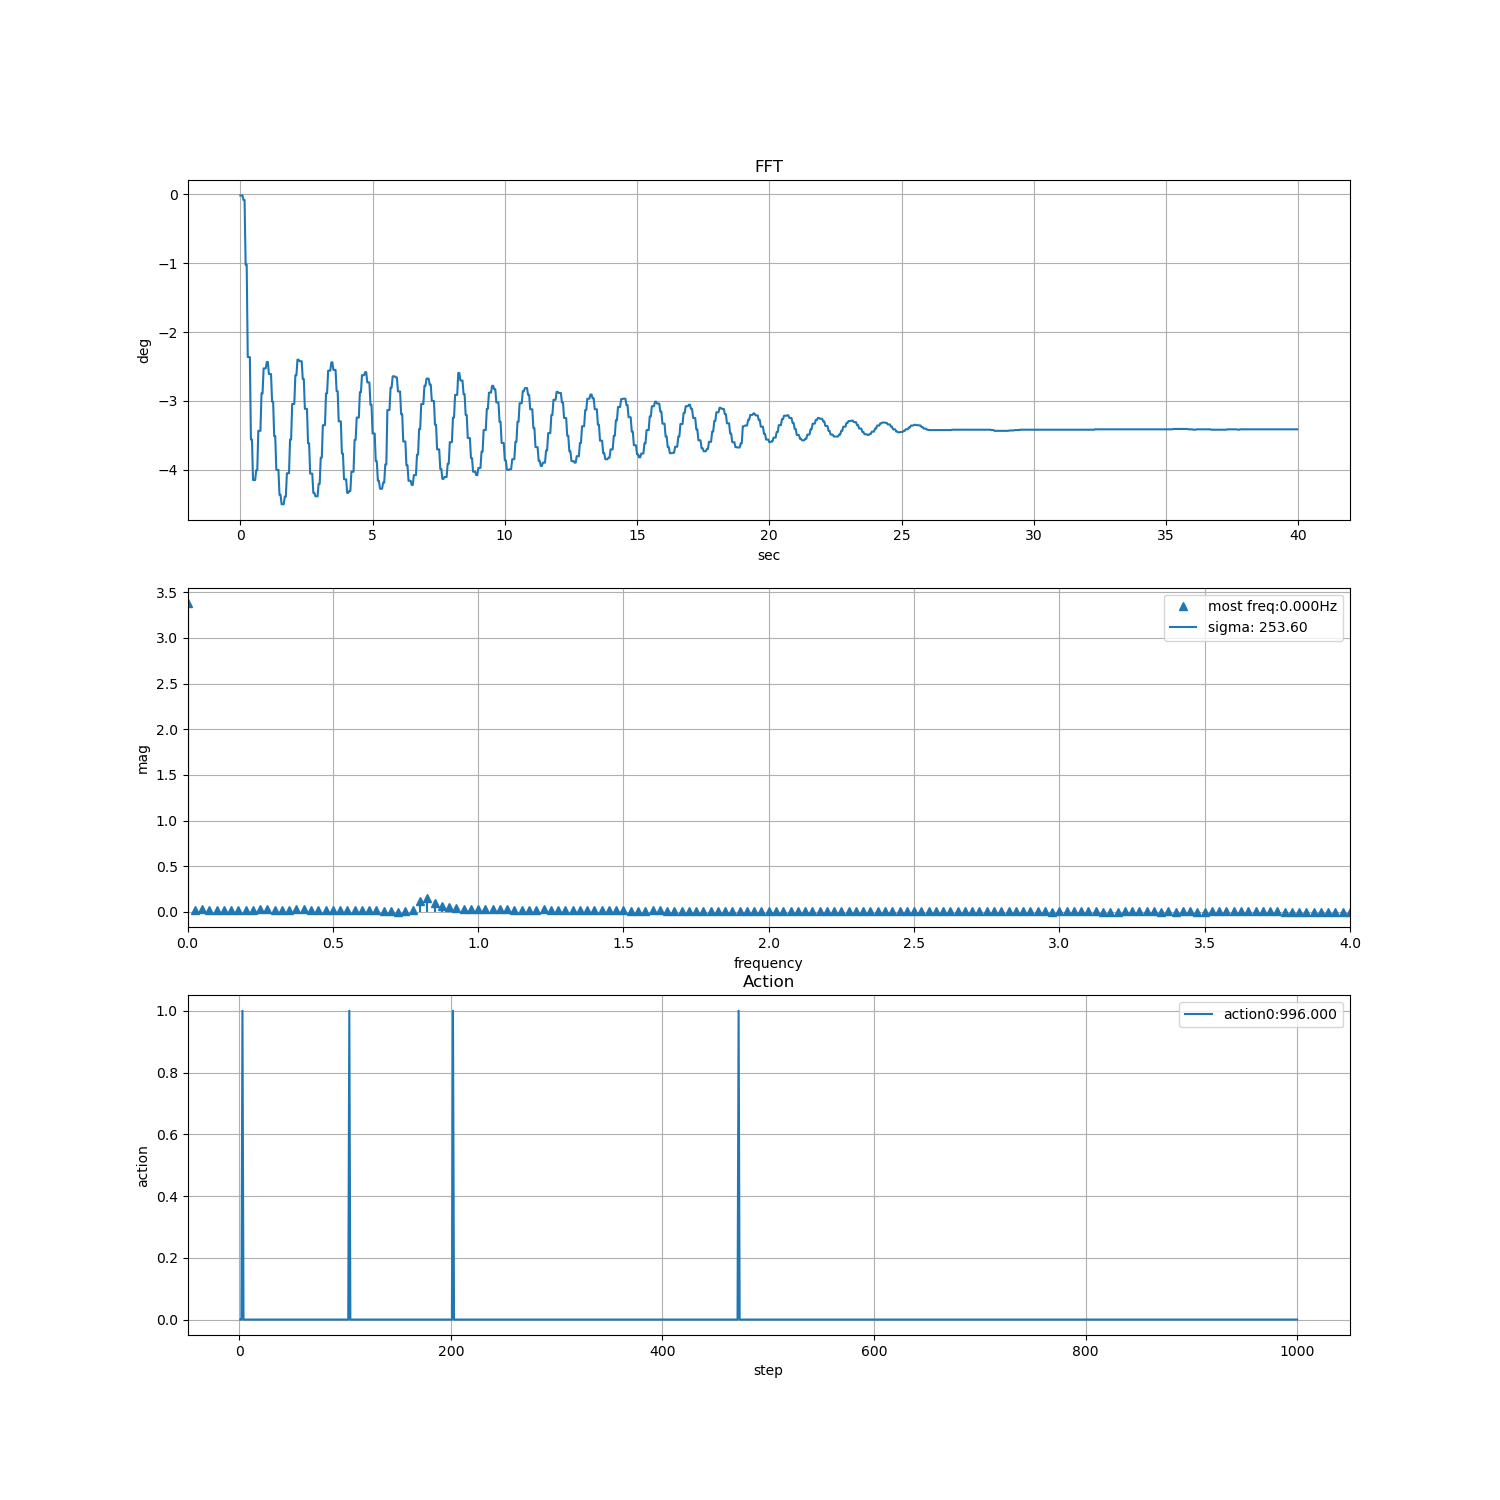 FFT
0
−1
−2
−3
−4
deg
0 5 10 15 20 25 30 35 40
sec
3.5
3.0
2.5
2.0
1.5
1.0
0.5
0.0
mag
most freq:0.000Hz
sigma: 253.60
0.0 0.5 1.0 1.5 2.0 2.5 3.0 3.5 4.0
frequency
Action
1.0
0.8
0.6
0.4
0.2
0.0
action
action0:996.000
0 200 400 600 800 1000
step